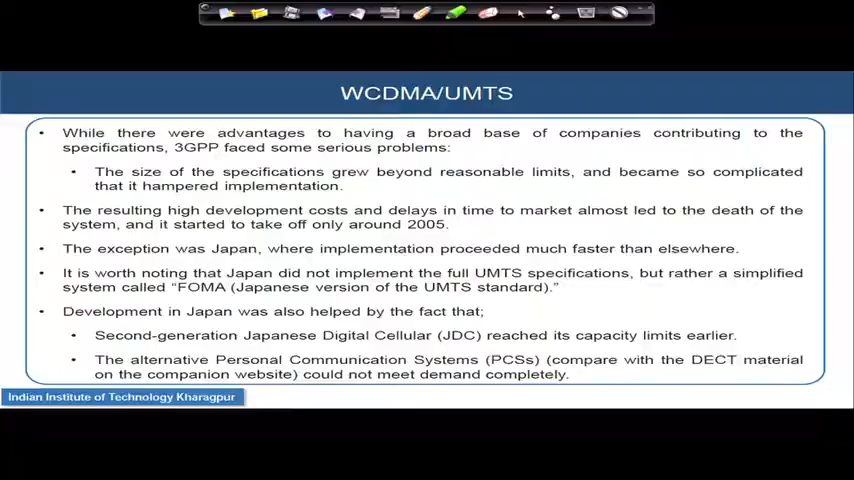 WCDMA/UMTS
• While there were advantages to having a broad base of companies contributing to the
specifications, 3GPP faced some serious problems:
• The size of the specifications grew beyond reasonable limits, and became so complicated
that it hampered implementation.
• The resulting high development costs and delays in time to market almost led to the death of the
system, and it started to take off only around 2005.
• The exception was Japan, where implementation proceeded much faster than elsewhere.
• It is worth noting that Japan did not implement the full UMTS specifications, but rather a simplified
system called “FOMA (Japanese version of the UMTS standard).”
• Development in Japan was also helped by the fact that;
• Second-generation Japanese Digital Cellular (JDC) reached its capacity limits earlier.
• The alternative Personal Communication Systems (PCSs) (compare with the DECT material
on the companion website) could not meet demand completely.
Indian Institute of Technology Kharagpur